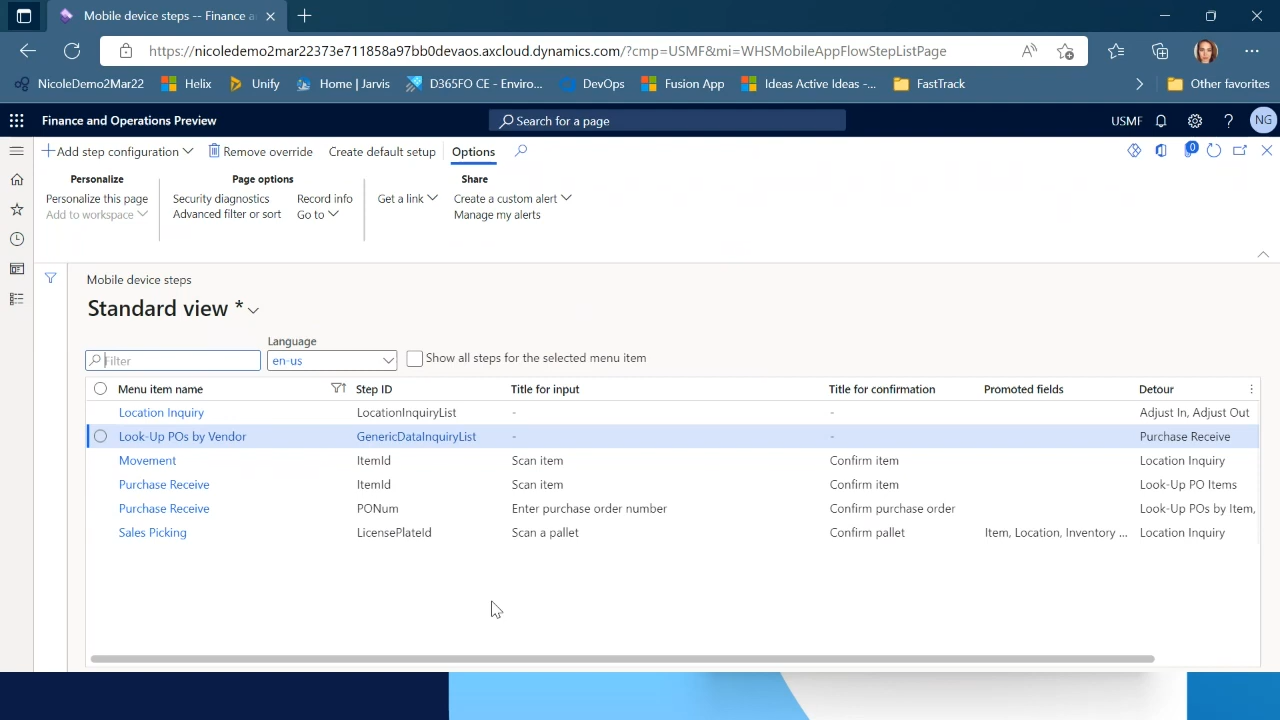 Mobile device steps -- Finance a
https://nicoledemo2mar22373e711858a97bb0devaos.axcloud.dynamics.com/?cmp=USMF&mi=WHSMobileAppFlowStepListPage
NicoleDemo2Mar22 Helix Unify Home | Jarvis D365FO CE - Enviro... DevOps Fusion App Ideas Active Ideas -... FastTrack Other favorites
Finance and Operations Preview Search for a page USMF ? NG
Add step configuration Remove override Create default setup Options 0
Personalize Page options Share
Personalize this page Security diagnostics Record info Get a link Create a custom alert
Add to workspace Advanced filter or sort Go to Manage my alerts
Mobile device steps
Standard view *
Language
Filter en-us Show all steps for the selected menu item
Menu item name Step ID Title for input Title for confirmation Promoted fields Detour
Location Inquiry LocationInquiryList - - Adjust In, Adjust Out
Look-Up POs by Vendor GenericDataInquiryList - - Purchase Receive
Movement ItemId Scan item Confirm item Location Inquiry
Purchase Receive ItemId Scan item Confirm item Look-Up PO Items
Purchase Receive PONum Enter purchase order number Confirm purchase order Look-Up POs by Item,
Sales Picking LicensePlateId Scan a pallet Confirm pallet Item, Location, Inventory ... Location Inquiry